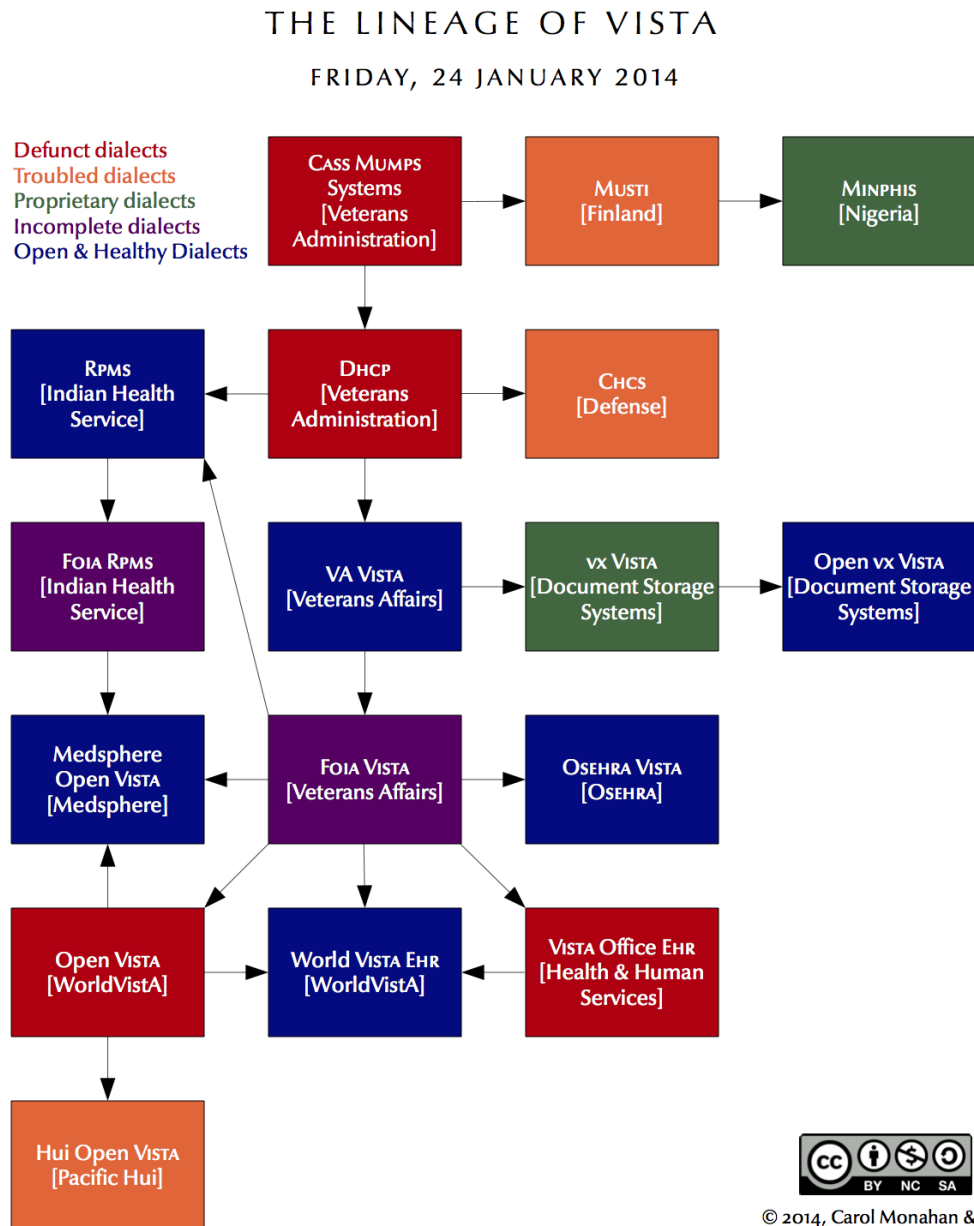 THE LINEAGE OF VISTA
FRIDAY, 24 JANUARY 2014
Defunct dialects
Troubled dialects
Proprietary dialects
Incomplete dialects
Open & Healthy Dialects
CASS MUMPS
Systems
[Veterans
Administration]
MUSTI
[Finland]
MINPHIS
[Nigeria]
RPMS
[Indian Health
Service]
DHCP
[Veterans
Administration]
CHCS
[Defense]
FOIA RPMS
[Indian Health
Service]
VA VISTA
[Veterans Affairs]
VX VISTA
[Document Storage
Systems]
Open VX VISTA
[Document Storage
Systems]
Medsphere
Open VISTA
[Medsphere]
FOIA VISTA
[Veterans Affairs]
OSEHRA VISTA
[OSEHRA]
Open VISTA
[WorldVistA]
World VISTA EHR
[WorldVistA]
VISTA Office EHR
[Health & Human
Services]
Hui Open VISTA
[Pacific Hui]
cc
BY NC SA
© 2014, Carol Monahan &